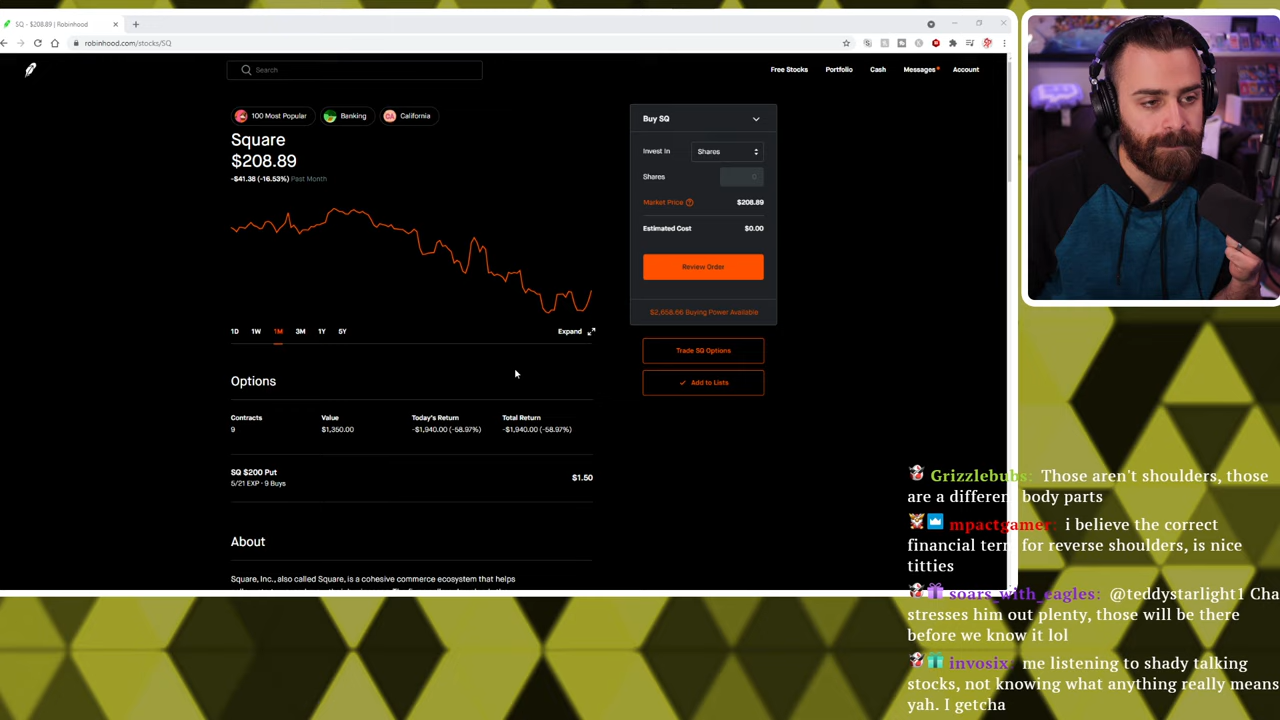 SQ - $208.89 | Robinhood
robinhood.com/stocks/SQ
Search
Free Stocks
Portfolio
Cash
Messages
Account
100 Most Popular
Banking
CA
California
Square
$208.89
-$41.38 (-16.53%) Past Month
1D
1W
1M
3M
1Y
5Y
Expand
Options
Contracts
Value
Today's Return
Total Return
9
$1,350.00
-$1,940.00 (-58.97%)
-$1,940.00 (-58.97%)
SQ $200 Put
5/21 EXP · 9 Buys
$1.50
About
Square, Inc., also called Square, is a cohesive commerce ecosystem that helps
Buy SQ
Invest In
Shares
Shares
0
Market Price
$208.89
Estimated Cost
$0.00
Review Order
$2,658.66 Buying Power Available
Trade SQ Options
Add to Lists
Grizzlebubs: Those aren't shoulders, those
are a different body parts
mpactgamer: i believe the correct
financial term for reverse shoulders, is nice
titties
soars_with_eagles: @teddystarlight1 Cha
stresses him out plenty, those will be there
before we know it lol
invosix: me listening to shady talking
stocks, not knowing what anything really means
yah. I getcha